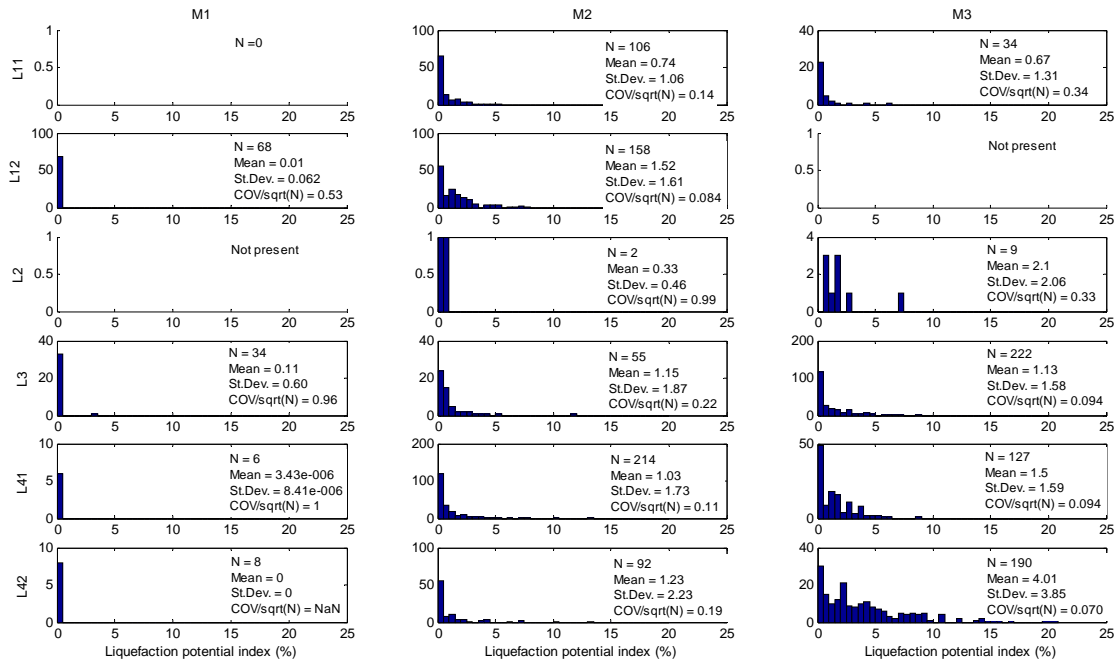 M1
M2
M3
L11
1
0.5
0
0 5 10 15 20 25
N =0
100
50
0
0 5 10 15 20 25
N = 106
Mean = 0.74
St.Dev. = 1.06
COV/sqrt(N) = 0.14
40
20
0
0 5 10 15 20 25
N = 34
Mean = 0.67
St.Dev. = 1.31
COV/sqrt(N) = 0.34
L12
100
50
0
0 5 10 15 20 25
N = 68
Mean = 0.01
St.Dev. = 0.062
COV/sqrt(N) = 0.53
100
50
0
0 5 10 15 20 25
N = 158
Mean = 1.52
St.Dev. = 1.61
COV/sqrt(N) = 0.084
1
0.5
0
0 5 10 15 20 25
Not present
L2
1
0.5
0
0 5 10 15 20 25
Not present
1
0.5
0
0 5 10 15 20 25
N = 2
Mean = 0.33
St.Dev. = 0.46
COV/sqrt(N) = 0.99
4
2
0
0 5 10 15 20 25
N = 9
Mean = 2.1
St.Dev. = 2.06
COV/sqrt(N) = 0.33
L3
40
20
0
0 5 10 15 20 25
N = 34
Mean = 0.11
St.Dev. = 0.60
COV/sqrt(N) = 0.96
40
20
0
0 5 10 15 20 25
N = 55
Mean = 1.15
St.Dev. = 1.87
COV/sqrt(N) = 0.22
200
100
0
0 5 10 15 20 25
N = 222
Mean = 1.13
St.Dev. = 1.58
COV/sqrt(N) = 0.094
L41
10
5
0
0 5 10 15 20 25
N = 6
Mean = 3.43e-006
St.Dev. = 8.41e-006
COV/sqrt(N) = 1
200
100
0
0 5 10 15 20 25
N = 214
Mean = 1.03
St.Dev. = 1.73
COV/sqrt(N) = 0.11
50
0
0 5 10 15 20 25
N = 127
Mean = 1.5
St.Dev. = 1.59
COV/sqrt(N) = 0.094
L42
10
5
0
0 5 10 15 20 25
N = 8
Mean = 0
St.Dev. = 0
COV/sqrt(N) = NaN
100
50
0
0 5 10 15 20 25
N = 92
Mean = 1.23
St.Dev. = 2.23
COV/sqrt(N) = 0.19
40
20
0
0 5 10 15 20 25
N = 190
Mean = 4.01
St.Dev. = 3.85
COV/sqrt(N) = 0.070
Liquefaction potential index (%)
Liquefaction potential index (%)
Liquefaction potential index (%)